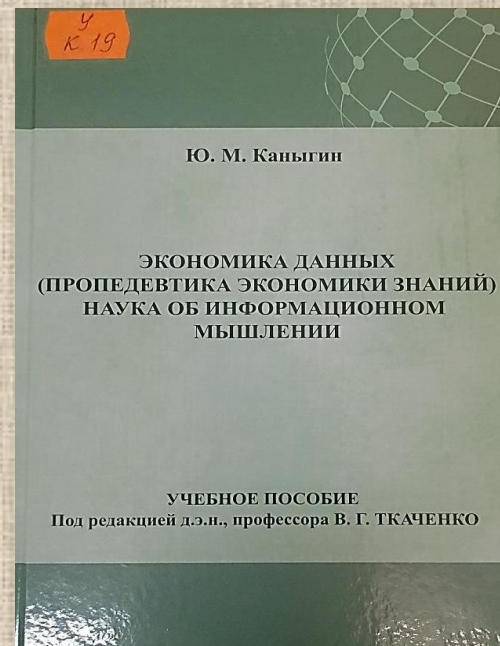 У
К 19
Ю. М. Каныгин
ЭКОНОМИКА ДАННЫХ
(ПРОПЕДЕВТИКА ЭКОНОМИКИ ЗНАНИЙ)
НАУКА ОБ ИНФОРМАЦИОННОМ
МЫШЛЕНИИ
УЧЕБНОЕ ПОСОБИЕ
Под редакцией д.э.н., профессора В. Г. ТКАЧЕНКО